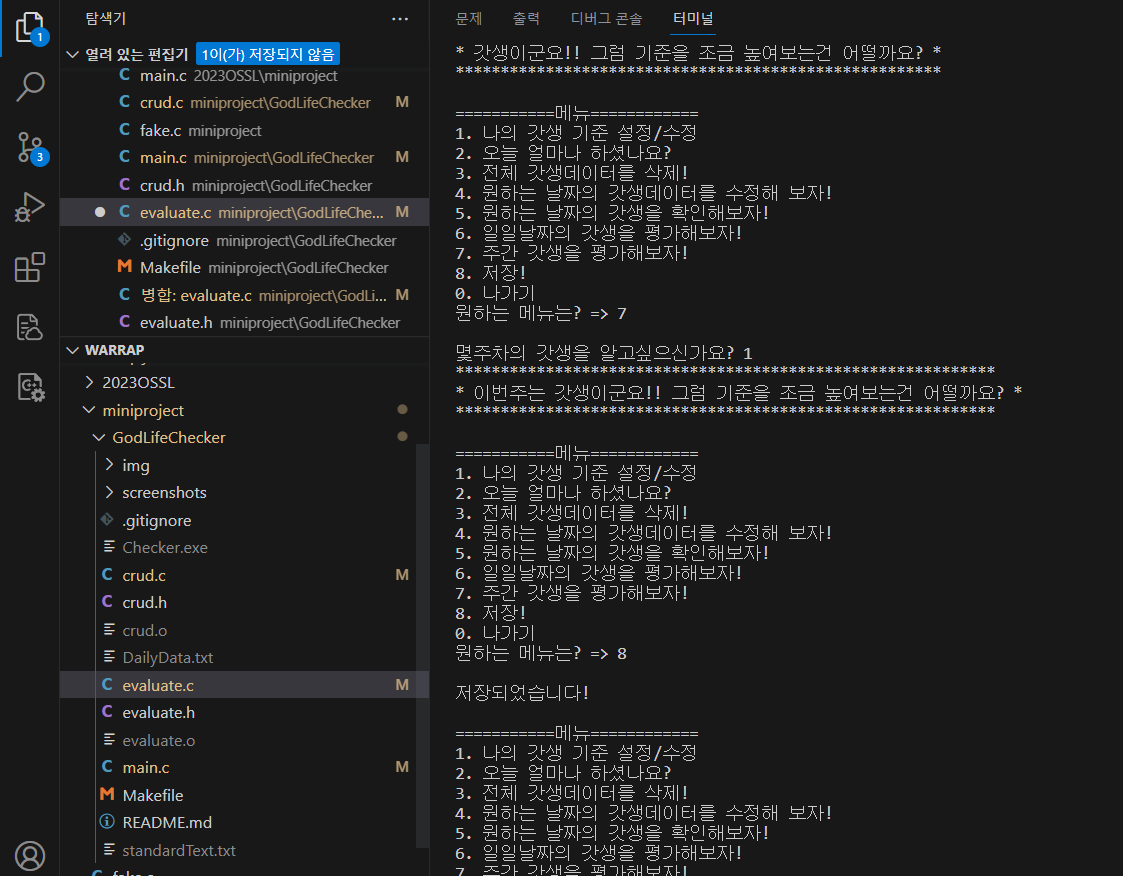 탐색기
열려 있는 편집기 1이(가) 저장되지 않음
C main.c 2023OSSL\miniproject
C crud.c miniproject\GodLifeChecker M
C fake.c miniproject
C main.c miniproject\GodLifeChecker M
C crud.h miniproject\GodLifeChecker
C evaluate.c miniproject\GodLifeChe... M
.gitignore miniproject\GodLifeChecker
M Makefile miniproject\GodLifeChecker
C 병합: evaluate.c miniproject\GodLi... M
C evaluate.h miniproject\GodLifeChecker
WARRAP
2023OSSL
miniproject
GodLifeChecker
img
screenshots
.gitignore
Checker.exe
C crud.c M
C crud.h
crud.o
DailyData.txt
C evaluate.c M
C evaluate.h
evaluate.o
C main.c M
M Makefile
README.md
standardText.txt
1
3
문제 출력 디버그 콘솔 터미널
* 갓생이군요!! 그럼 기준을 조금 높여보는건 어떨까요? *
******************************************************
===========메뉴============
1. 나의 갓생 기준 설정/수정
2. 오늘 얼마나 하셨나요?
3. 전체 갓생데이터를 삭제!
4. 원하는 날짜의 갓생데이터를 수정해 보자!
5. 원하는 날짜의 갓생을 확인해보자!
6. 일일날짜의 갓생을 평가해보자!
7. 주간 갓생을 평가해보자!
8. 저장!
0. 나가기
원하는 메뉴는? => 7
몇주차의 갓생을 알고싶으신가요? 1
************************************************************
* 이번주는 갓생이군요!! 그럼 기준을 조금 높여보는건 어떨까요? *
************************************************************
===========메뉴============
1. 나의 갓생 기준 설정/수정
2. 오늘 얼마나 하셨나요?
3. 전체 갓생데이터를 삭제!
4. 원하는 날짜의 갓생데이터를 수정해 보자!
5. 원하는 날짜의 갓생을 확인해보자!
6. 일일날짜의 갓생을 평가해보자!
7. 주간 갓생을 평가해보자!
8. 저장!
0. 나가기
원하는 메뉴는? => 8
저장되었습니다!
===========메뉴============
1. 나의 갓생 기준 설정/수정
2. 오늘 얼마나 하셨나요?
3. 전체 갓생데이터를 삭제!
4. 원하는 날짜의 갓생데이터를 수정해 보자!
5. 원하는 날짜의 갓생을 확인해보자!
6. 일일날짜의 갓생을 평가해보자!
7. 주간 갓생을 평가해보자!